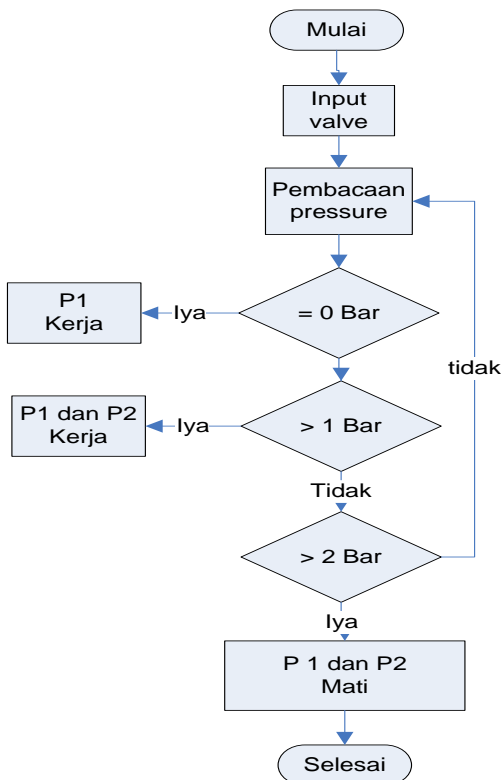 Mulai
Input
valve
Pembacaan
pressure
= 0 Bar
Iya
P1
Kerja
> 1 Bar
Iya
P1 dan P2
Kerja
tidak
Tidak
> 2 Bar
Iya
P 1 dan P2
Mati
Selesai